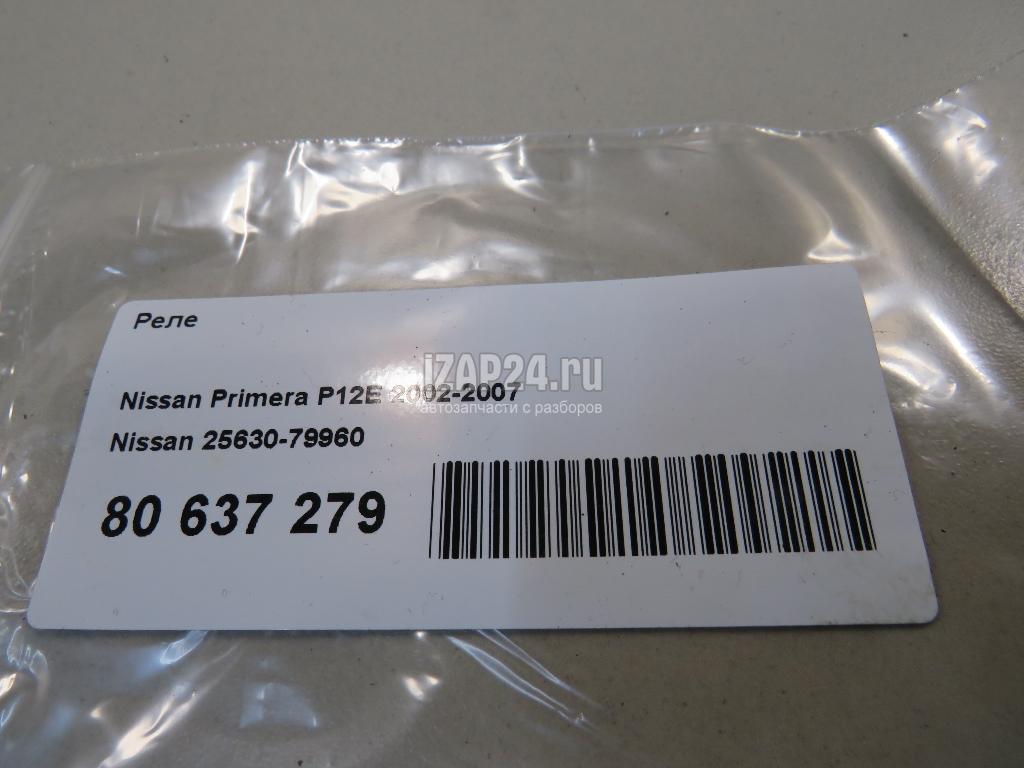 Реле
iZAP24.ru
Nissan Primera P12E 2002-2007
автозапчасти с разборов
Nissan 25630-79960
80 637 279